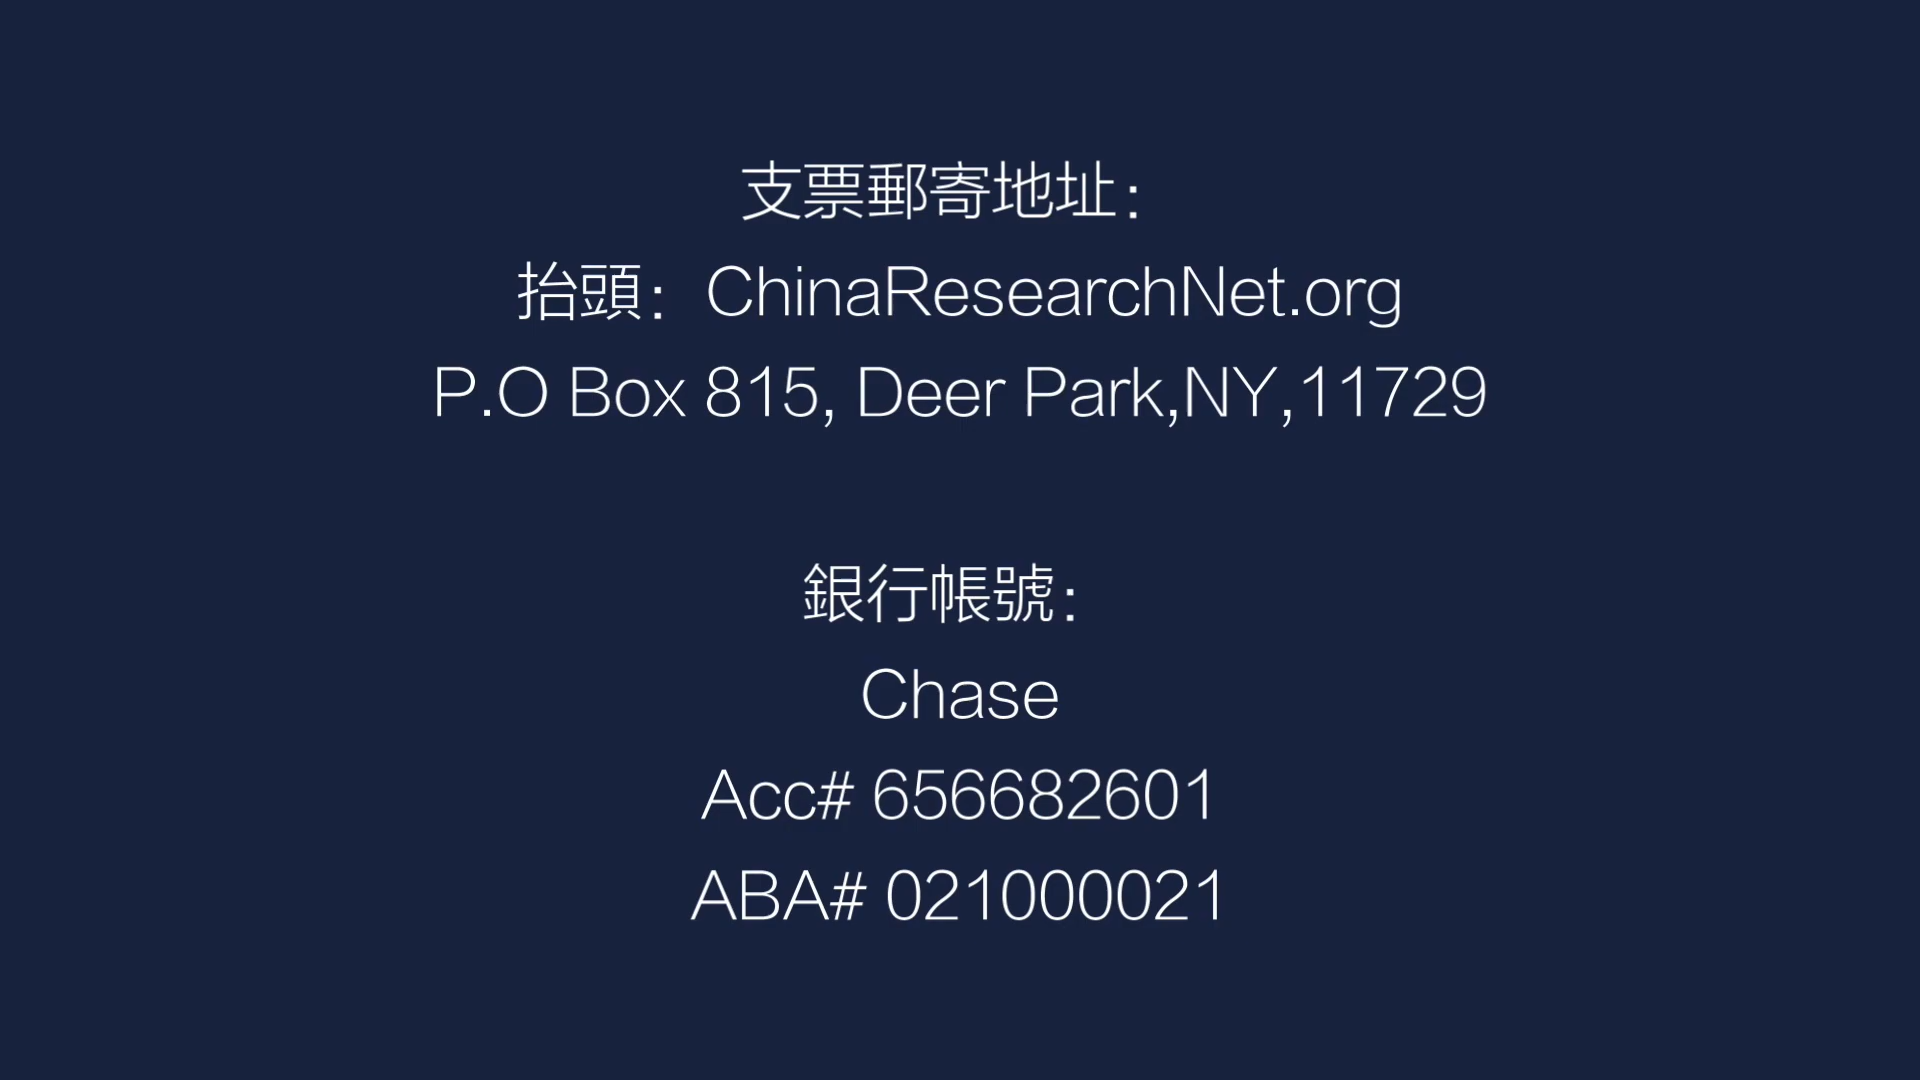 支票郵寄地址：
抬頭：ChinaResearchNet.org
P.O Box 815, Deer Park,NY,11729
銀行帳號：
Chase
Acc# 656682601
ABA# 021000021